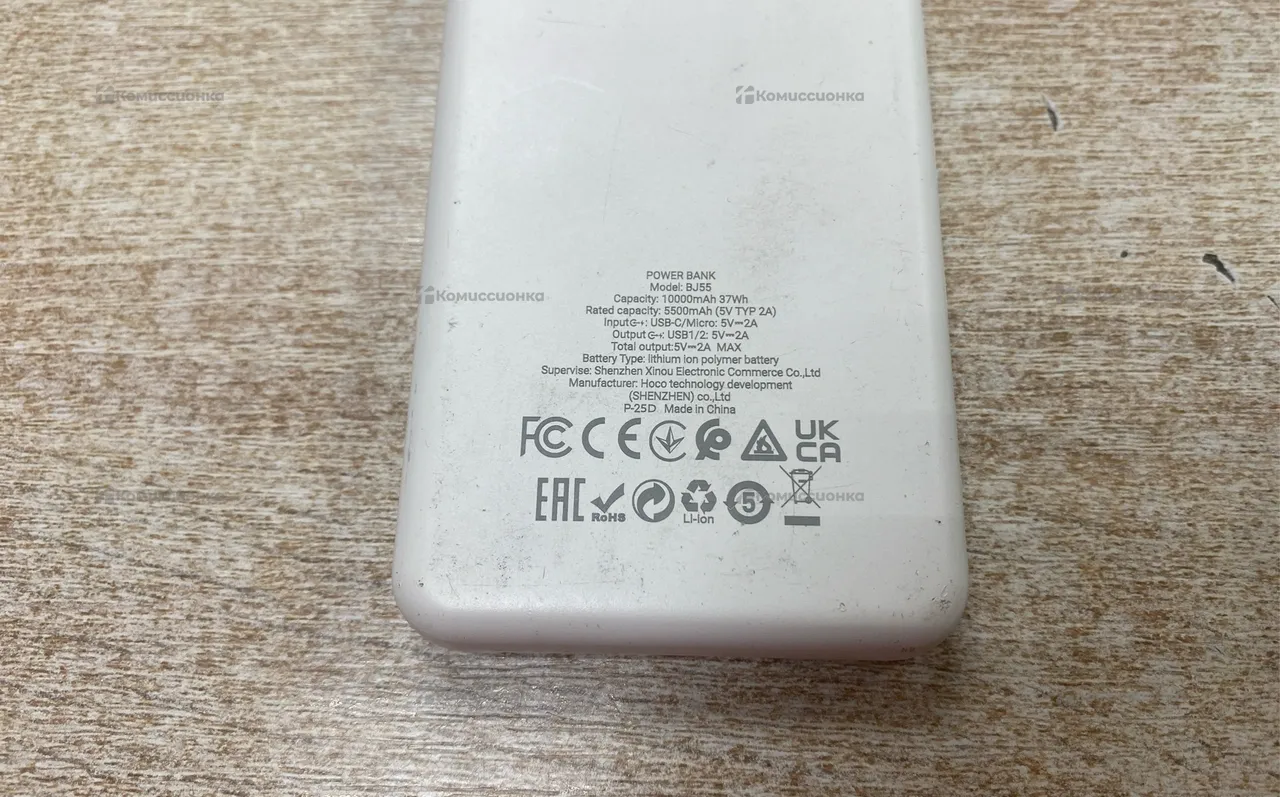 Комиссионка
Комиссионка
POWER BANK
Model: BJ55
Комиссионка
Capacity: 10000mAh 37Wh
Rated capacity: 5500mAh (5V TYP 2A)
Input: USB-C/Micro: 5V⎓2A
Output: USB1/2: 5V⎓2A
Total output:5V⎓2A MAX
Battery Type: lithium ion polymer battery
Supervise: Shenzhen Xinou Electronic Commerce Co.,Ltd
Manufacturer: Hoco technology development
(SHENZHEN) co.,Ltd
P-25D Made in China
FC CE UK
CA
EAC
RoHS Li-ion 5
Комиссионка
Комиссионка